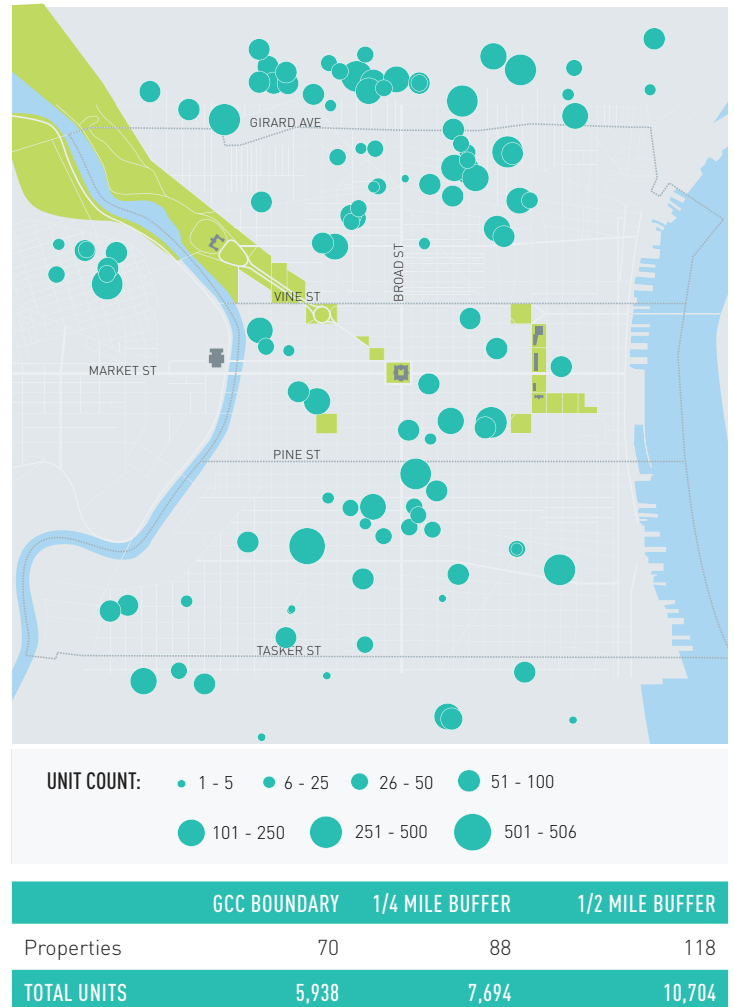 GIRARD AVE
BROAD ST
VINE ST
MARKET ST
PINE ST
TASKER ST
UNIT COUNT: 1 - 5 6 - 25 26 - 50 51 - 100
101 - 250 251 - 500 501 - 506
GCC BOUNDARY 1/4 MILE BUFFER 1/2 MILE BUFFER
Properties 70 88 118
TOTAL UNITS 5,938 7,694 10,704